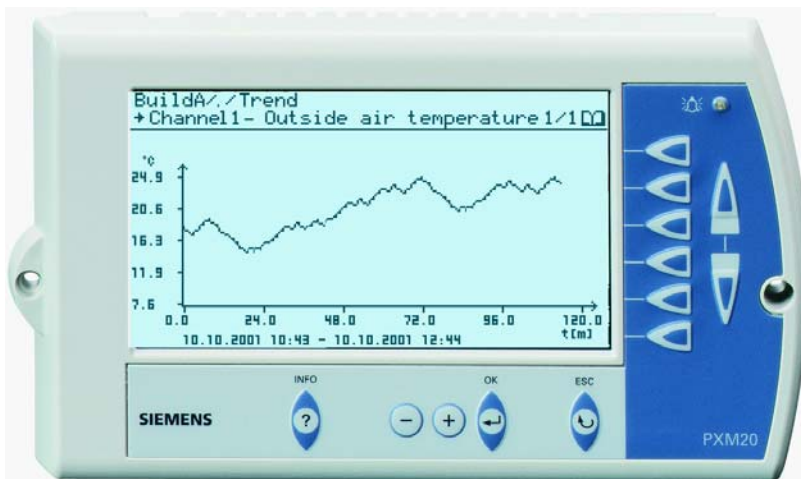 BuildA/./Trend
→Channel1- Outside air temperature 1/1
°C
24.9
20.6
16.3
11.9
7.6
0.0 24.0 48.0 72.0 96.0 120.0
t[m]
10.10.2001 10:43 - 10.10.2001 12:44
INFO OK ESC
SIEMENS ? − +
PXM20